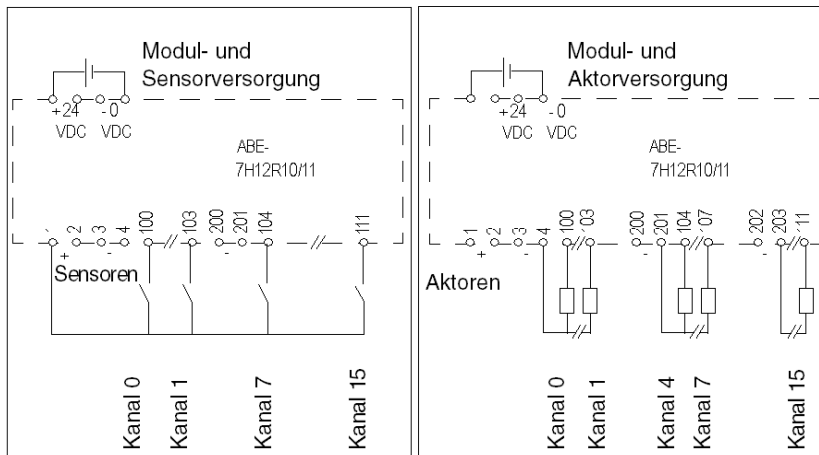 Modul- und
Sensorversorgung
+24 - 0
VDC VDC
ABE-
7H12R10/11
2 3 4 100 103 200 201 104 111
+ - -
Sensoren
Kanal 0 Kanal 1 Kanal 7 Kanal 15
Modul- und
Aktorversorgung
+24 - 0
VDC VDC
ABE-
7H12R10/11
1 2 3 4 100 '03 200 201 104 '07 202 203 '11
+ - - -
Aktoren
Kanal 0 Kanal 1 Kanal 4 Kanal 7 Kanal 15